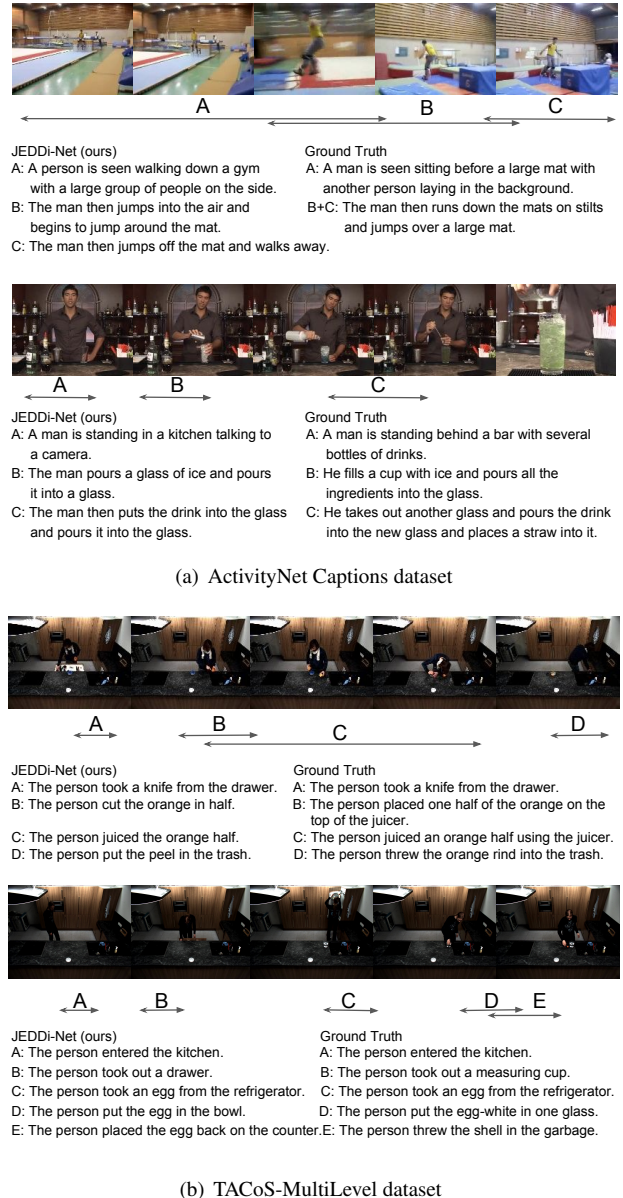 A
B
C
JEDDi-Net (ours)
A: A person is seen walking down a gym
with a large group of people on the side.
B: The man then jumps into the air and
begins to jump around the mat.
C: The man then jumps off the mat and walks away.
Ground Truth
A: A man is seen sitting before a large mat with
another person laying in the background.
B+C: The man then runs down the mats on stilts
and jumps over a large mat.
A
B
C
JEDDi-Net (ours)
A: A man is standing in a kitchen talking to
a camera.
B: The man pours a glass of ice and pours
it into a glass.
C: The man then puts the drink into the glass
and pours it into the glass.
Ground Truth
A: A man is standing behind a bar with several
bottles of drinks.
B: He fills a cup with ice and pours all the
ingredients into the glass.
C: He takes out another glass and pours the drink
into the new glass and places a straw into it.
(a) ActivityNet Captions dataset
A
B
C
D
JEDDi-Net (ours)
A: The person took a knife from the drawer.
B: The person cut the orange in half.
C: The person juiced the orange half.
D: The person put the peel in the trash.
Ground Truth
A: The person took a knife from the drawer.
B: The person placed one half of the orange on the
top of the juicer.
C: The person juiced an orange half using the juicer.
D: The person threw the orange rind into the trash.
A
B
C
D
E
JEDDi-Net (ours)
A: The person entered the kitchen.
B: The person took out a drawer.
C: The person took an egg from the refrigerator.
D: The person put the egg in the bowl.
E: The person placed the egg back on the counter.
Ground Truth
A: The person entered the kitchen.
B: The person took out a measuring cup.
C: The person took an egg from the refrigerator.
D: The person put the egg-white in one glass.
E: The person threw the shell in the garbage.
(b) TACoS-MultiLevel dataset